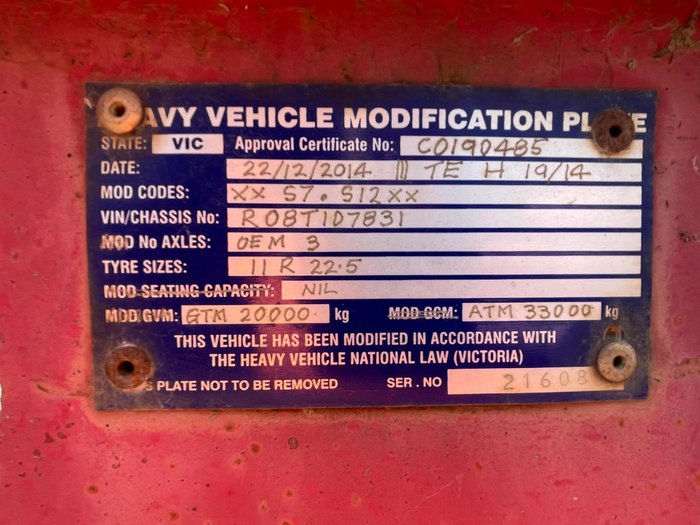 HEAVY VEHICLE MODIFICATION PLATE
STATE: VIC Approval Certificate No: C0190485
DATE: 22/12/2014 TE H 19/14
MOD CODES: XX S7. S12XX
VIN/CHASSIS No: R08T1D7831
MOD No AXLES: OEM 3
TYRE SIZES: 11 R 22.5
MOD SEATING CAPACITY: NIL
MOD GVM: GTM 20000 kg MOD GCM: ATM 33000 kg
THIS VEHICLE HAS BEEN MODIFIED IN ACCORDANCE WITH
THE HEAVY VEHICLE NATIONAL LAW (VICTORIA)
S PLATE NOT TO BE REMOVED SER. NO 21608